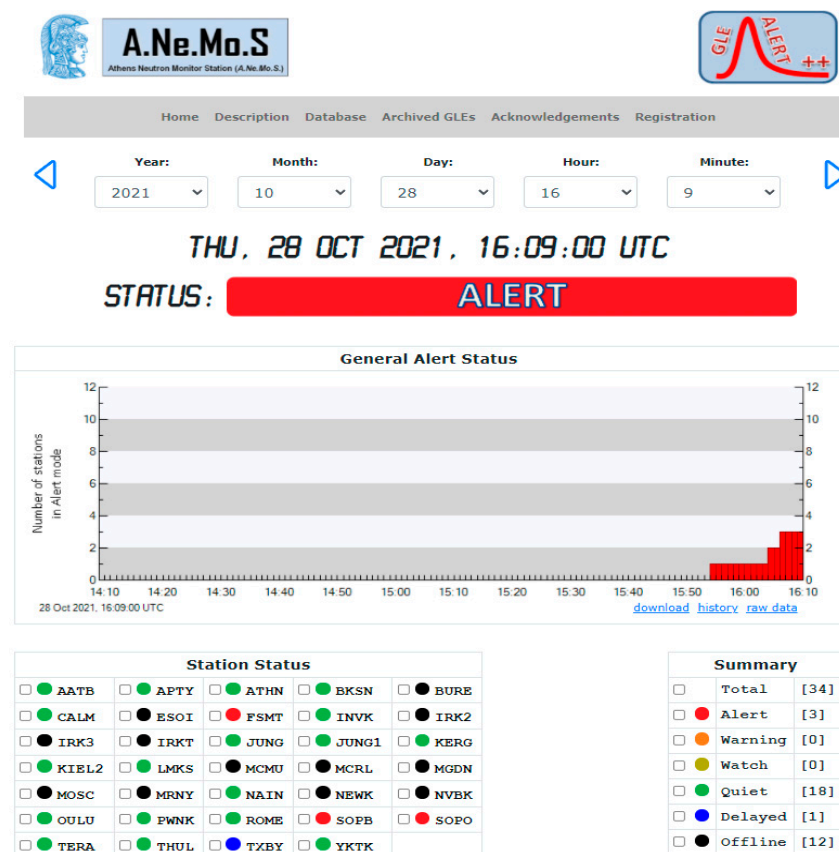 A.Ne.Mo.S
Athens Neutron Monitor Station (A.Ne.Mo.S.)
GLE ALERT ++
Home Description Database Archived GLEs Acknowledgements Registration
Year: Month: Day: Hour: Minute:
2021 10 28 16 9
THU, 28 OCT 2021, 16:09:00 UTC
STATUS: ALERT
General Alert Status
Number of stations
in Alert mode
12 12
10 10
8 8
6 6
4 4
2 2
0 0
14:10 14:20 14:30 14:40 14:50 15:00 15:10 15:20 15:30 15:40 15:50 16:00 16:10
28 Oct 2021, 16:09:00 UTC
download history raw data
Station Status
AATB APTY ATHN BKSN BURE
CALM ESOI FSMT INVK IRK2
IRK3 IRKT JUNG JUNG1 KERG
KIEL2 LMKS MCMU MCRL MGDN
MOSC MRNY NAIN NEWK NVBK
OULU PWNK ROME SOPB SOPO
TERA THUL TXBY YKTK
Summary
Total [34]
Alert [3]
Warning [0]
Watch [0]
Quiet [18]
Delayed [1]
Offline [12]